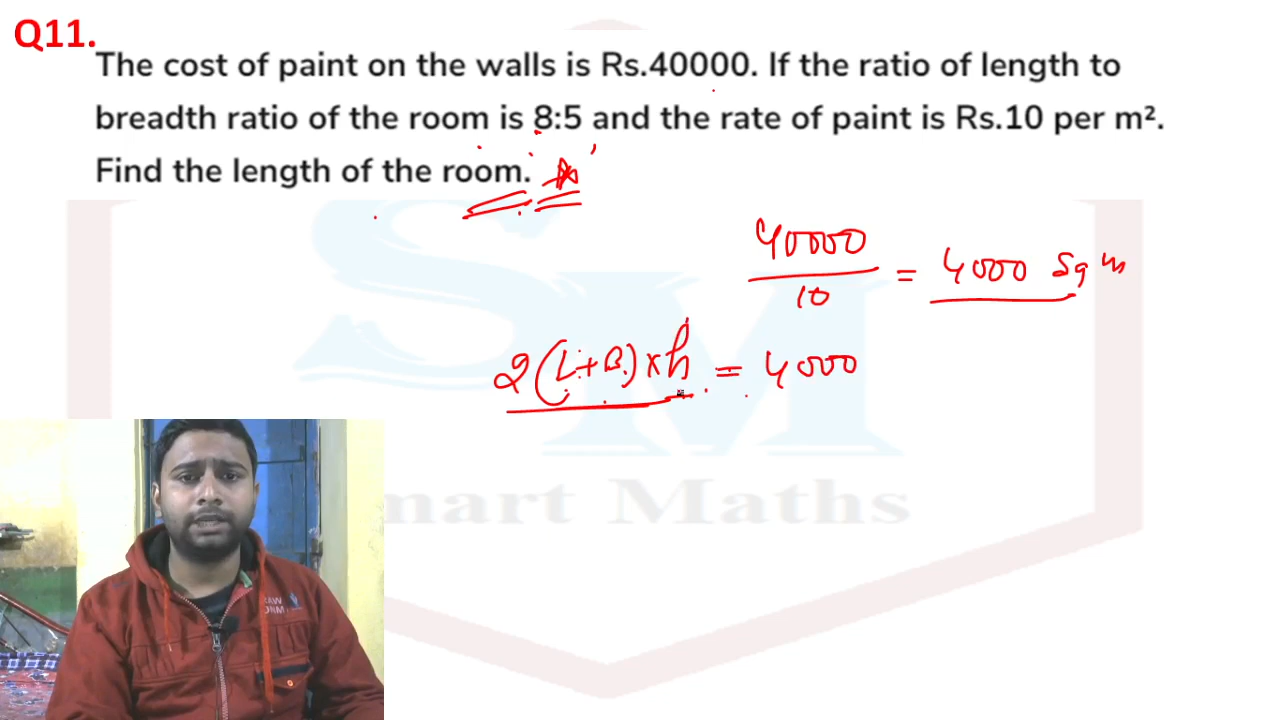 Q11.
The cost of paint on the walls is Rs.40000. If the ratio of length to
breadth ratio of the room is 8:5 and the rate of paint is Rs.10 per m².
Find the length of the room.
40000
10
= 4000 Sq m
2(L+B)×h = 4000
mart Maths